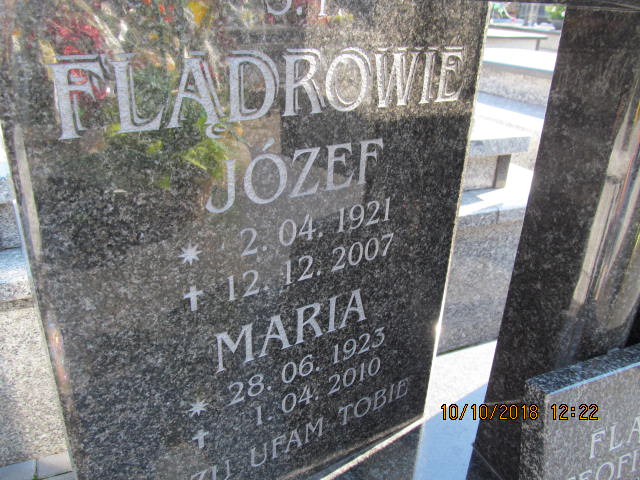 Ś.P.
FLĄDROWIE
JÓZEF
* 2. 04. 1921
✝ 12. 12. 2007
MARIA
* 28. 06. 1923
✝ 1. 04. 2010
UFAM TOBIE
10/10/2018 12:22